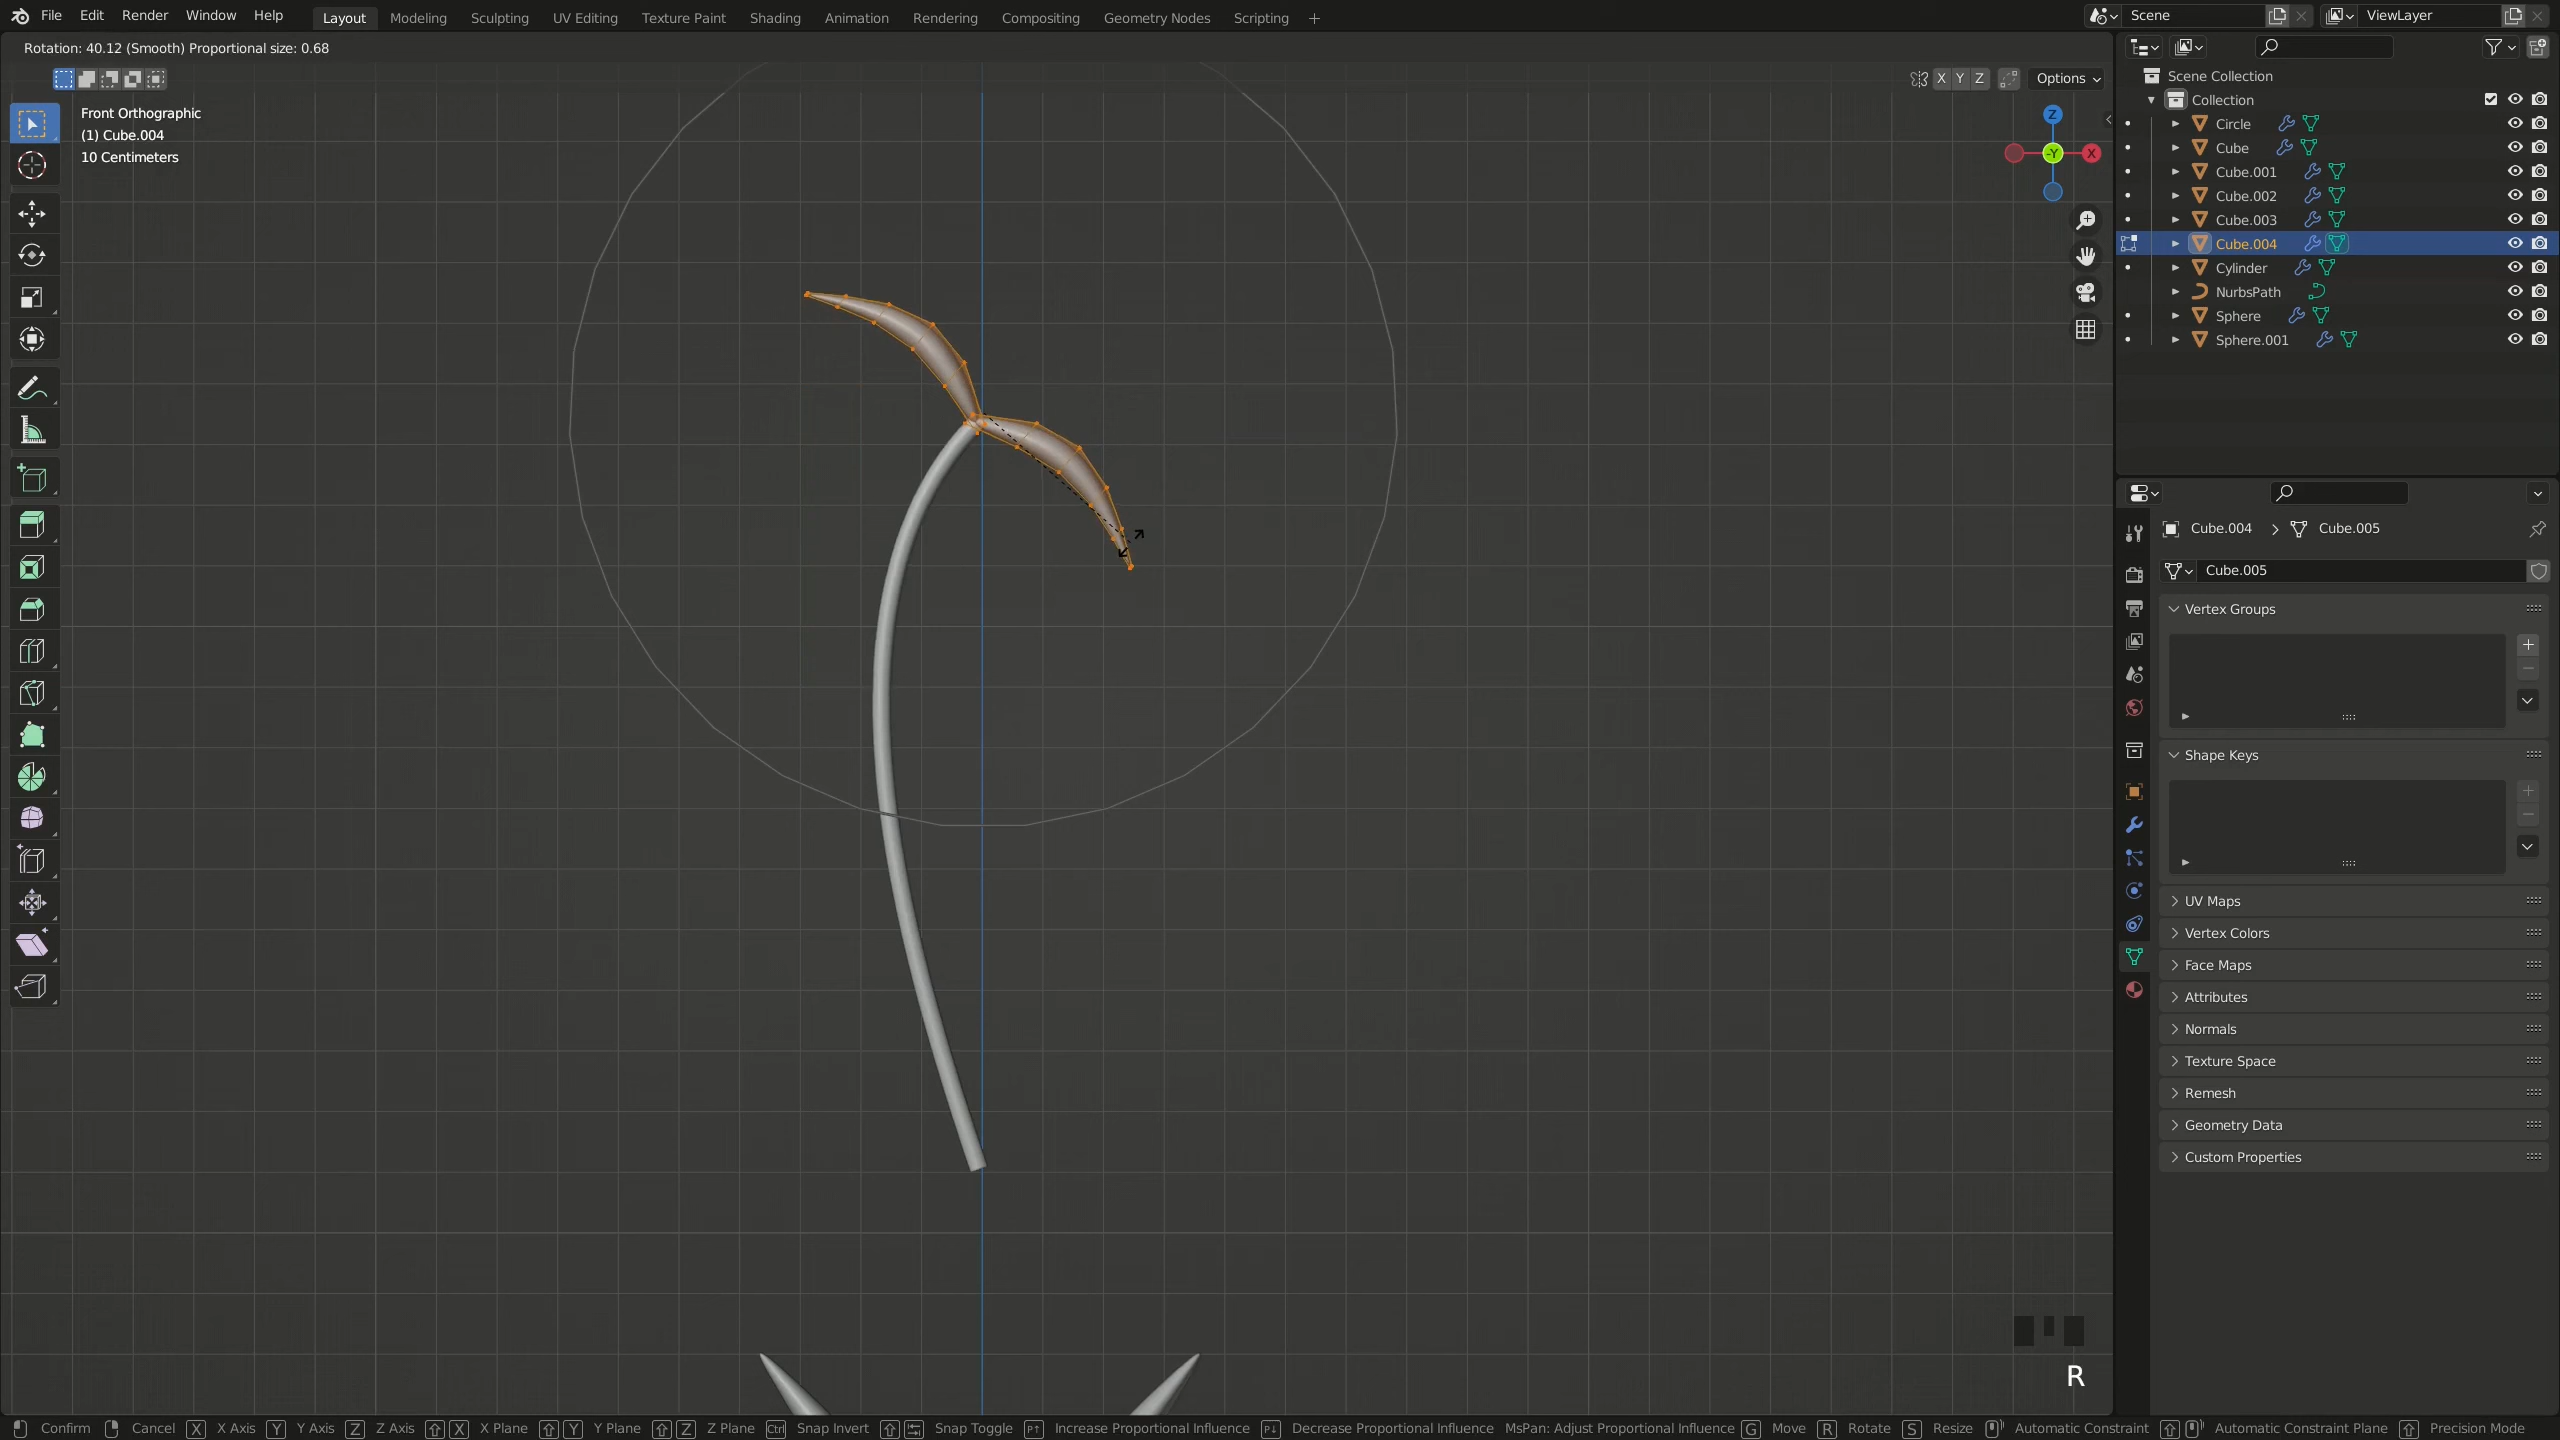 File Edit Render Window Help Layout Modeling Sculpting UV Editing Texture Paint Shading Animation Rendering Compositing Geometry Nodes Scripting + Scene ViewLayer
Rotation: 40.12 (Smooth) Proportional size: 0.68
X Y Z Options
Front Orthographic
(1) Cube.004
10 Centimeters
Z
-Y X
Scene Collection
Collection
Circle
Cube
Cube.001
Cube.002
Cube.003
Cube.004
Cylinder
NurbsPath
Sphere
Sphere.001
Cube.004 > Cube.005
Cube.005
Vertex Groups
Shape Keys
UV Maps
Vertex Colors
Face Maps
Attributes
Normals
Texture Space
Remesh
Geometry Data
Custom Properties
R
Confirm Cancel X X Axis Y Y Axis Z Z Axis X X Plane Y Y Plane Z Z Plane Ctrl Snap Invert Snap Toggle Increase Proportional Influence Decrease Proportional Influence MsPan: Adjust Proportional Influence G Move R Rotate S Resize Automatic Constraint Automatic Constraint Plane Precision Mode